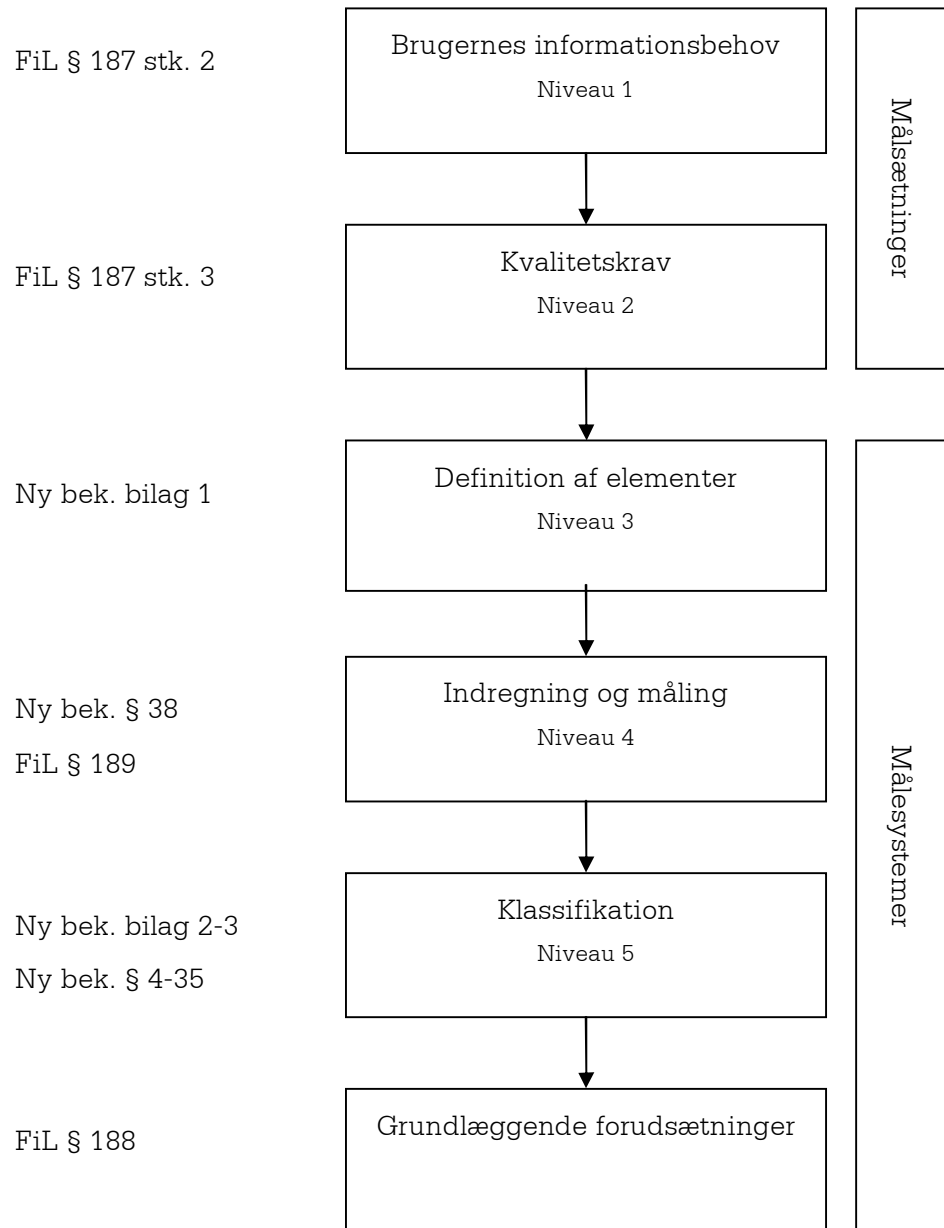 FiL § 187 stk. 2
Brugernes informationsbehov
Niveau 1
Målsætninger
FiL § 187 stk. 3
Kvalitetskrav
Niveau 2
Ny bek. bilag 1
Definition af elementer
Niveau 3
Ny bek. § 38
FiL § 189
Indregning og måling
Niveau 4
Målesystemer
Ny bek. bilag 2-3
Ny bek. § 4-35
Klassifikation
Niveau 5
FiL § 188
Grundlæggende forudsætninger